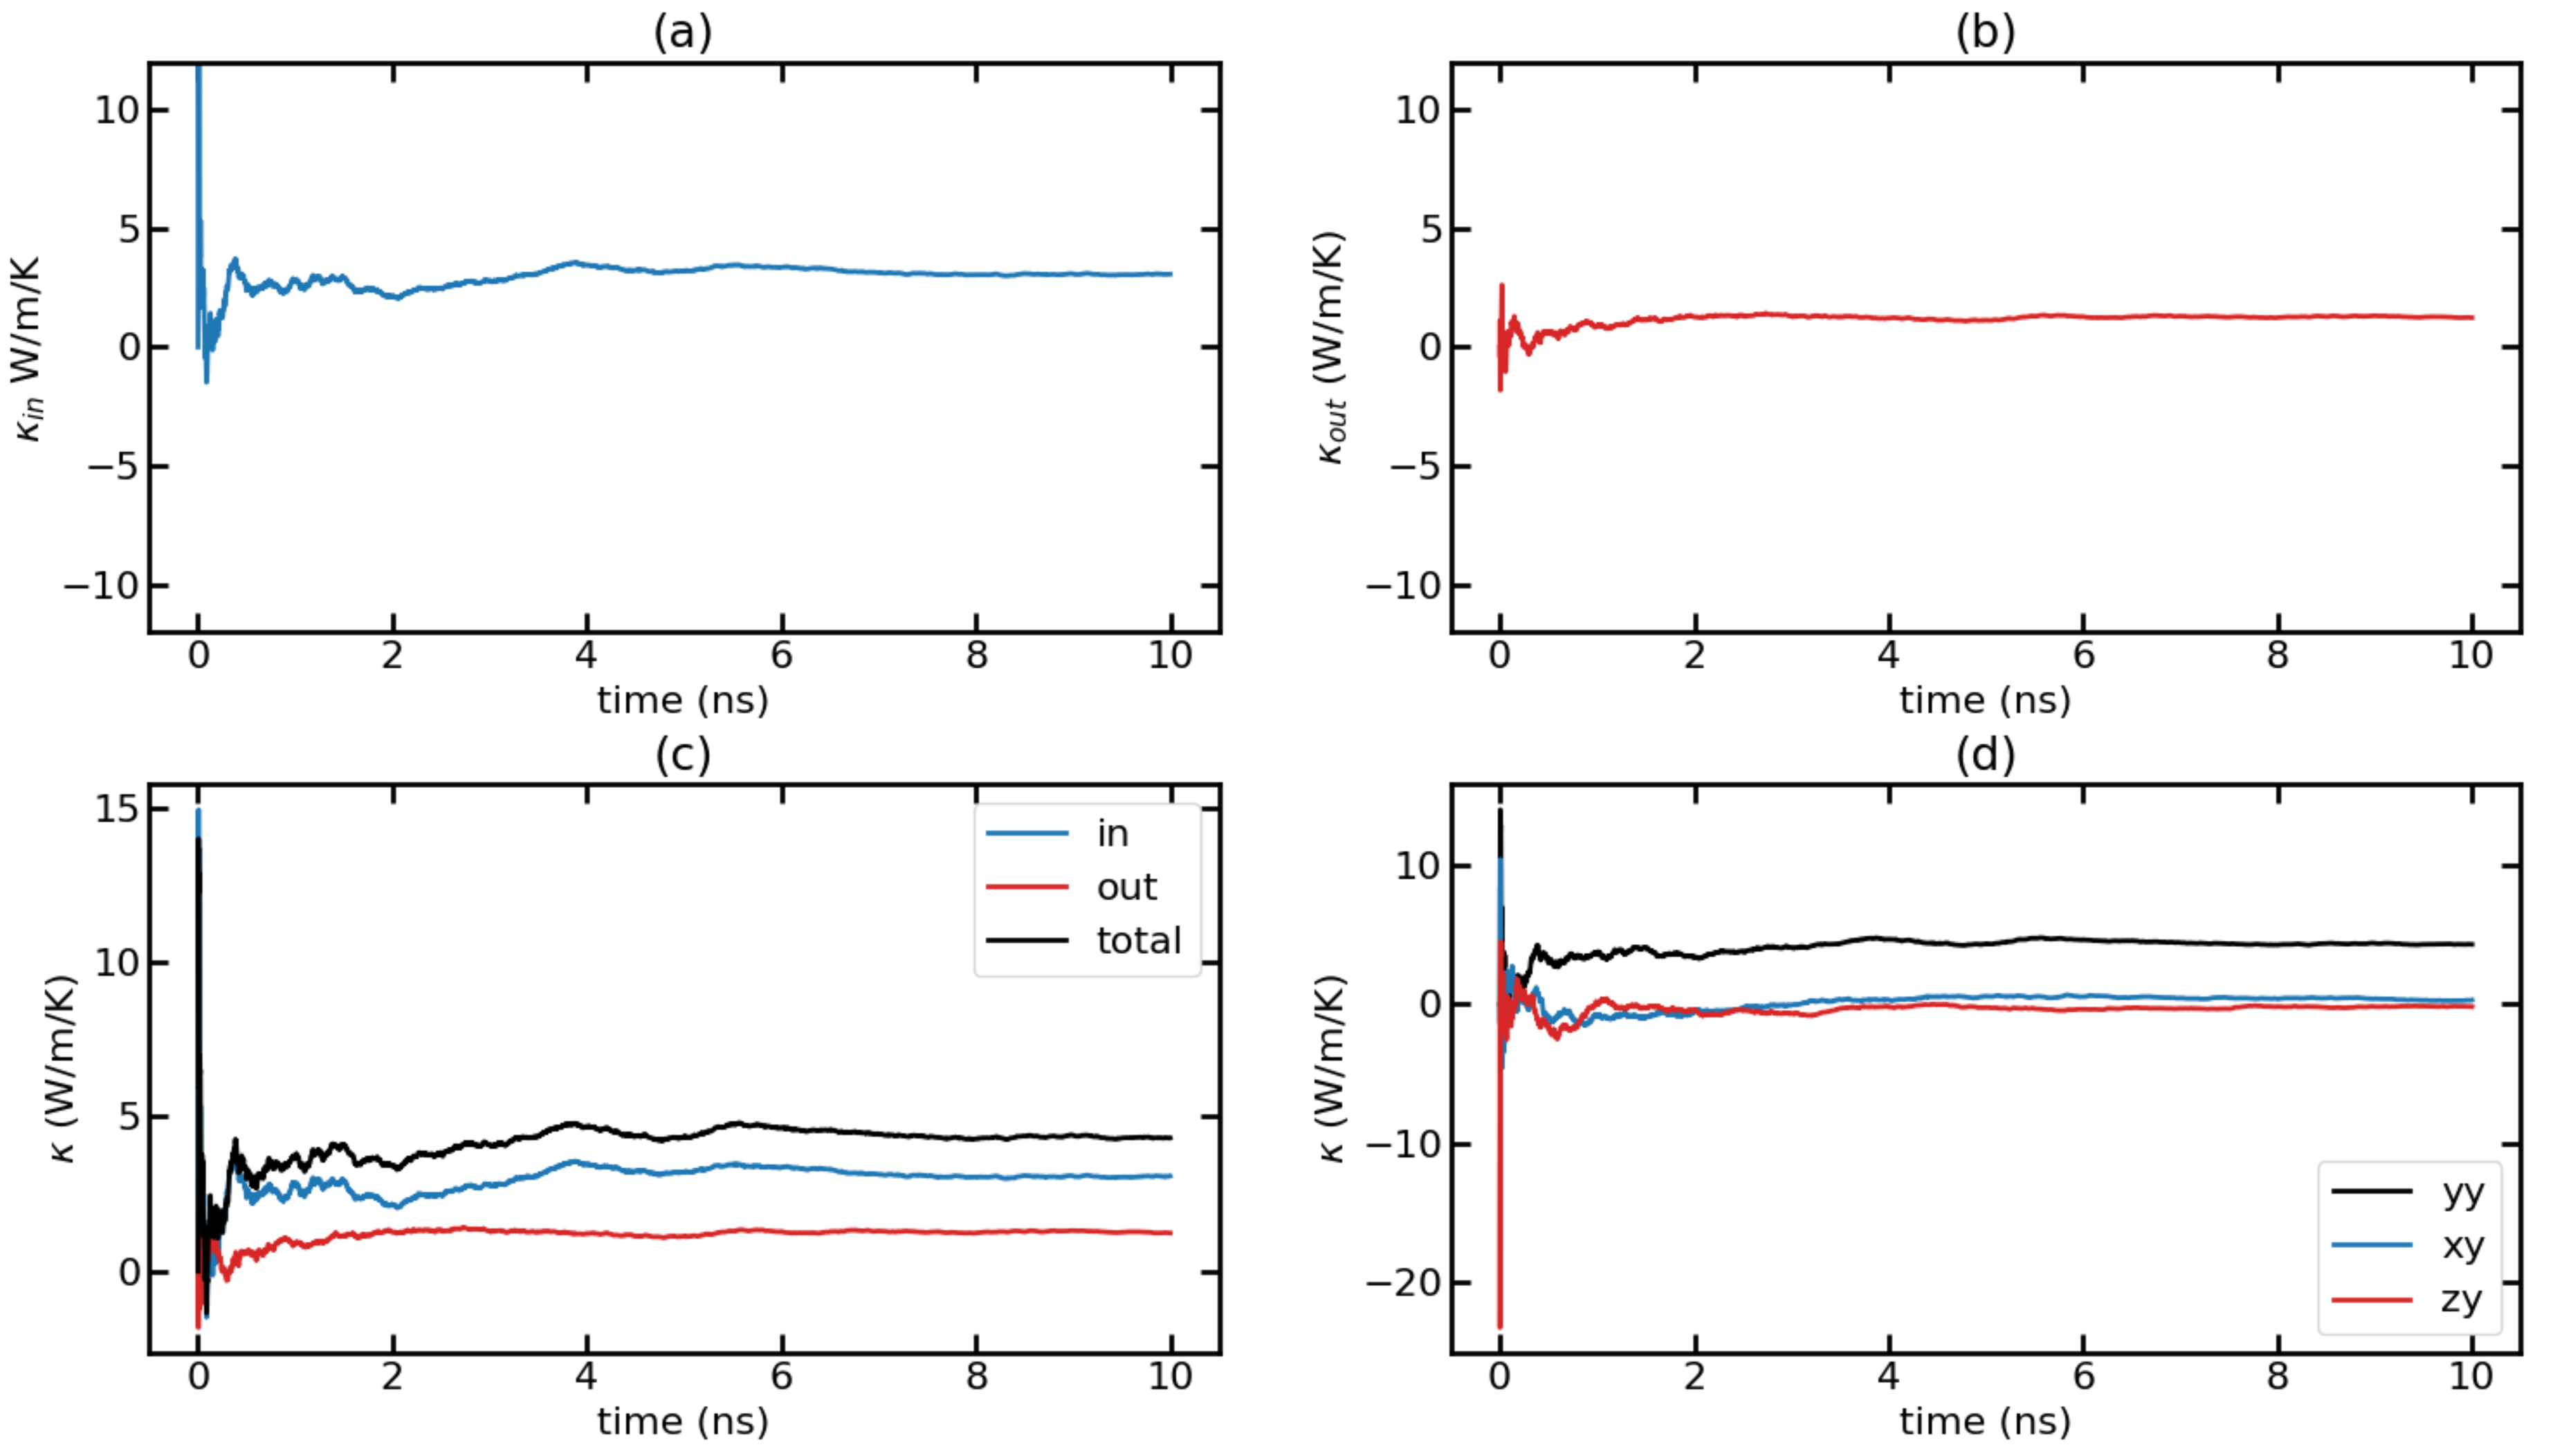 (a)
10
5
0
−5
−10
κin W/m/K
0 2 4 6 8 10
time (ns)
(b)
10
5
0
−5
−10
κout (W/m/K)
0 2 4 6 8 10
time (ns)
(c)
15
10
5
0
κ (W/m/K)
in
out
total
0 2 4 6 8 10
time (ns)
(d)
10
0
−10
−20
κ (W/m/K)
yy
xy
zy
0 2 4 6 8 10
time (ns)